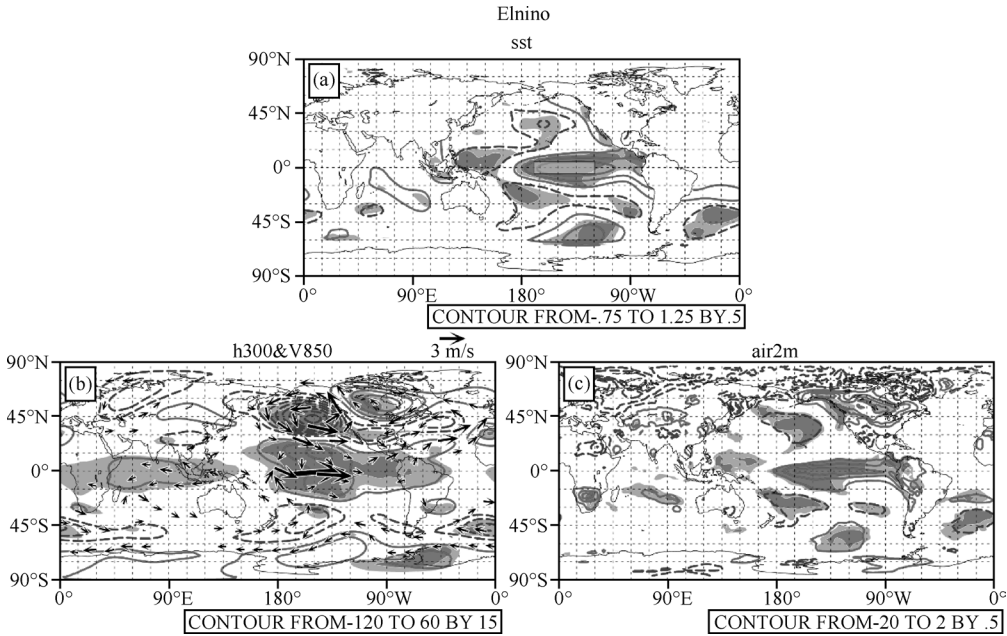 Elnino
sst
(a)
90°N
45°N
0°
45°S
90°S
0° 90°E 180° 90°W 0°
CONTOUR FROM-.75 TO 1.25 BY.5
h300&V850 3 m/s
(b)
90°N
45°N
0°
45°S
90°S
0° 90°E 180° 90°W 0°
CONTOUR FROM-120 TO 60 BY 15
air2m
(c)
90°N
45°N
0°
45°S
90°S
0° 90°E 180° 90°W 0°
CONTOUR FROM-20 TO 2 BY .5